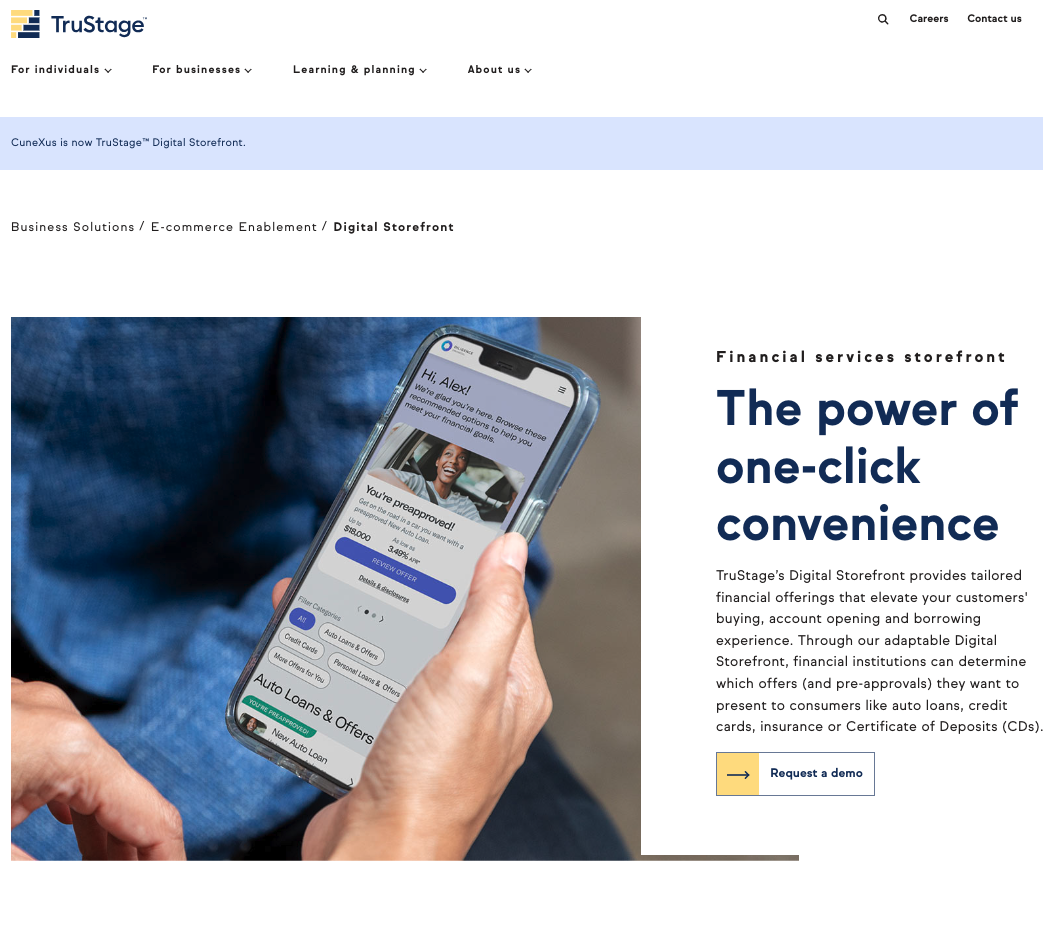 TruStage™
Careers
Contact us
For individuals
For businesses
Learning & planning
About us
CuneXus is now TruStage™ Digital Storefront.
Business Solutions / E-commerce Enablement / Digital Storefront
Hi, Alex!
We're glad you're here. Browse these
recommended options to help you
meet your financial goals.
You're preapproved!
Get on the road in a car you want with a
preapproved New Auto Loan.
Up to
$18,000
As low as
3.49% APR*
REVIEW OFFER
Details & disclosures
Filter Categories
All
Auto Loans & Offers
Credit Cards
Personal Loans & Offers
More Offers for You
Auto Loans & Offers
YOU'RE PREAPPROVED!
New Auto Loan
Financial services storefront
The power of
one-click
convenience
TruStage's Digital Storefront provides tailored
financial offerings that elevate your customers'
buying, account opening and borrowing
experience. Through our adaptable Digital
Storefront, financial institutions can determine
which offers (and pre-approvals) they want to
present to consumers like auto loans, credit
cards, insurance or Certificate of Deposits (CDs).
Request a demo